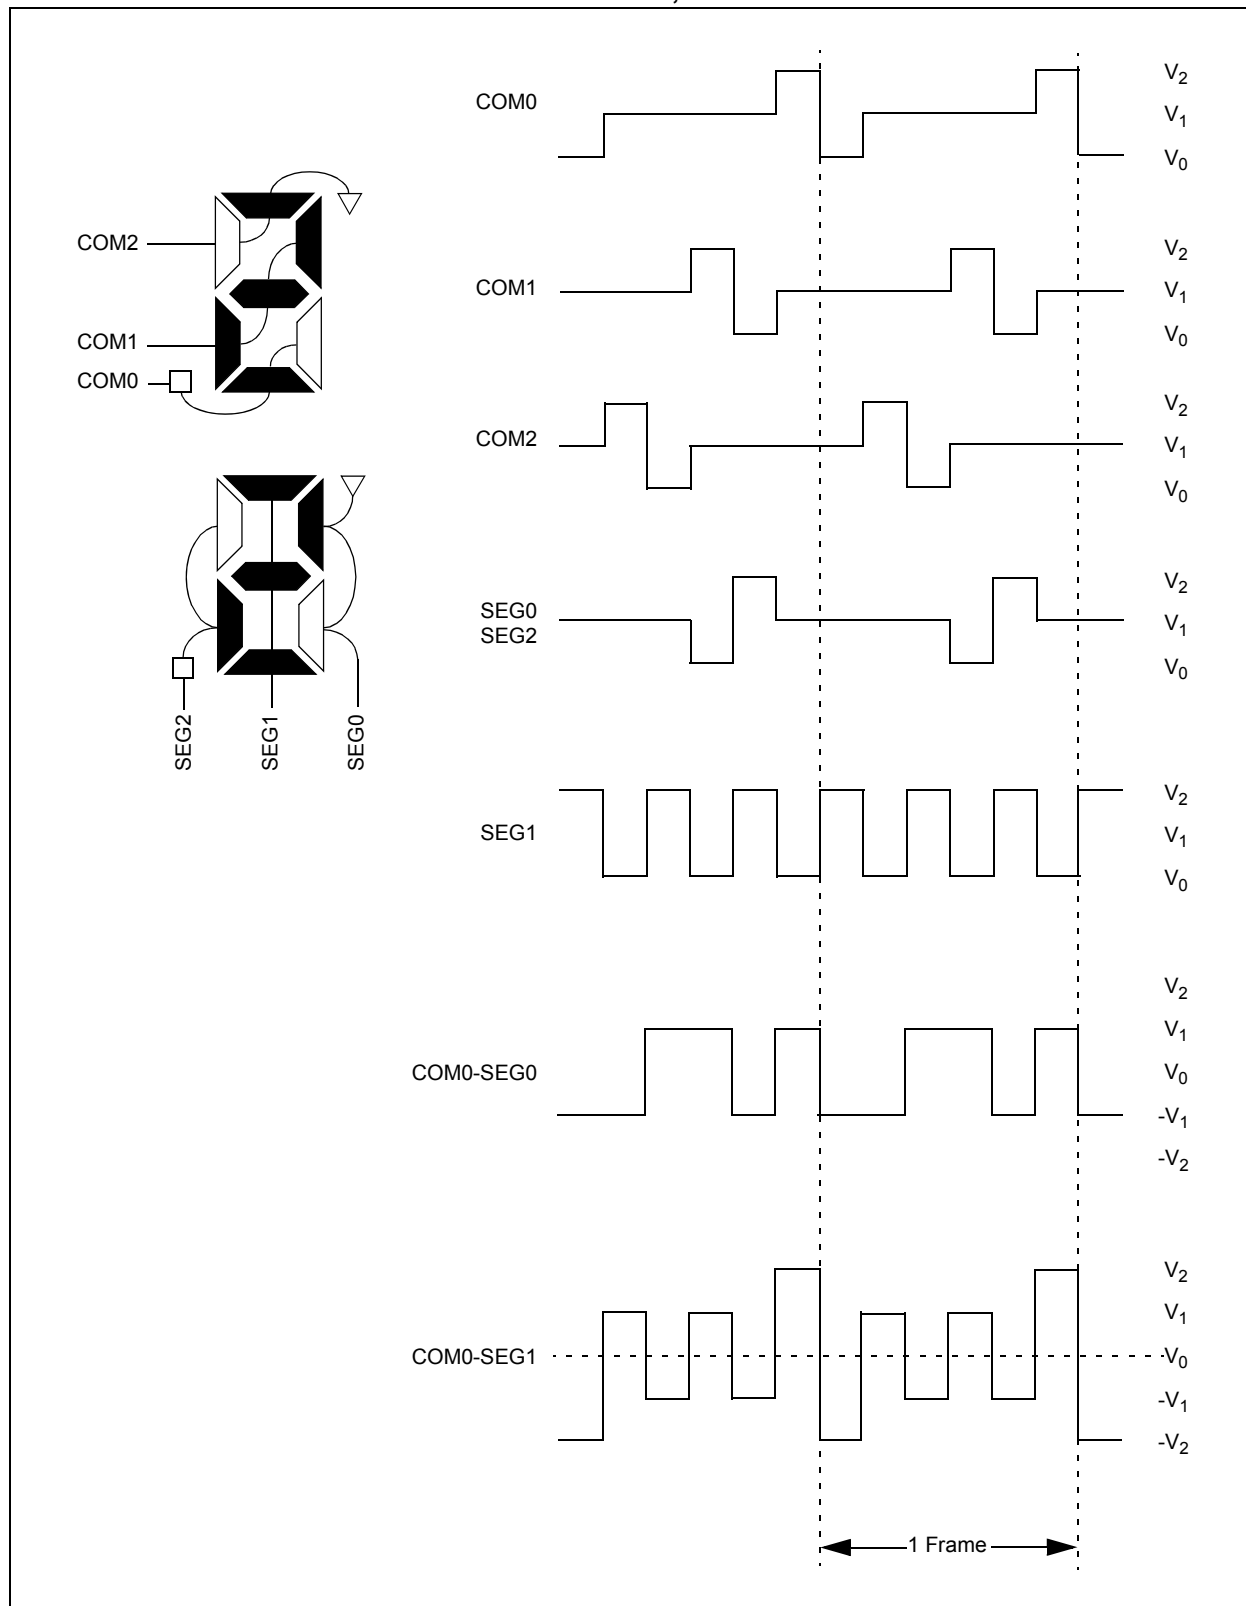 COM0
V2
V1
V0
COM2
COM1
COM0
COM1
V2
V1
V0
COM2
V2
V1
V0
SEG2
SEG1
SEG0
SEG0
SEG2
V2
V1
V0
SEG1
V2
V1
V0
COM0-SEG0
V2
V1
V0
-V1
-V2
COM0-SEG1
V2
V1
V0
-V1
-V2
1 Frame